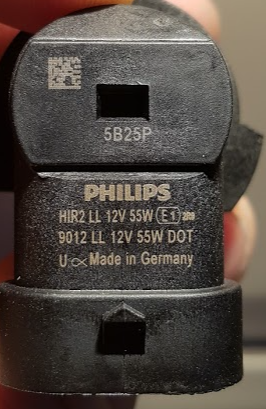 5B25P
PHILIPS
HIR2 LL 12V 55W E1
9012 LL 12V 55W DOT
U ∝ Made in Germany